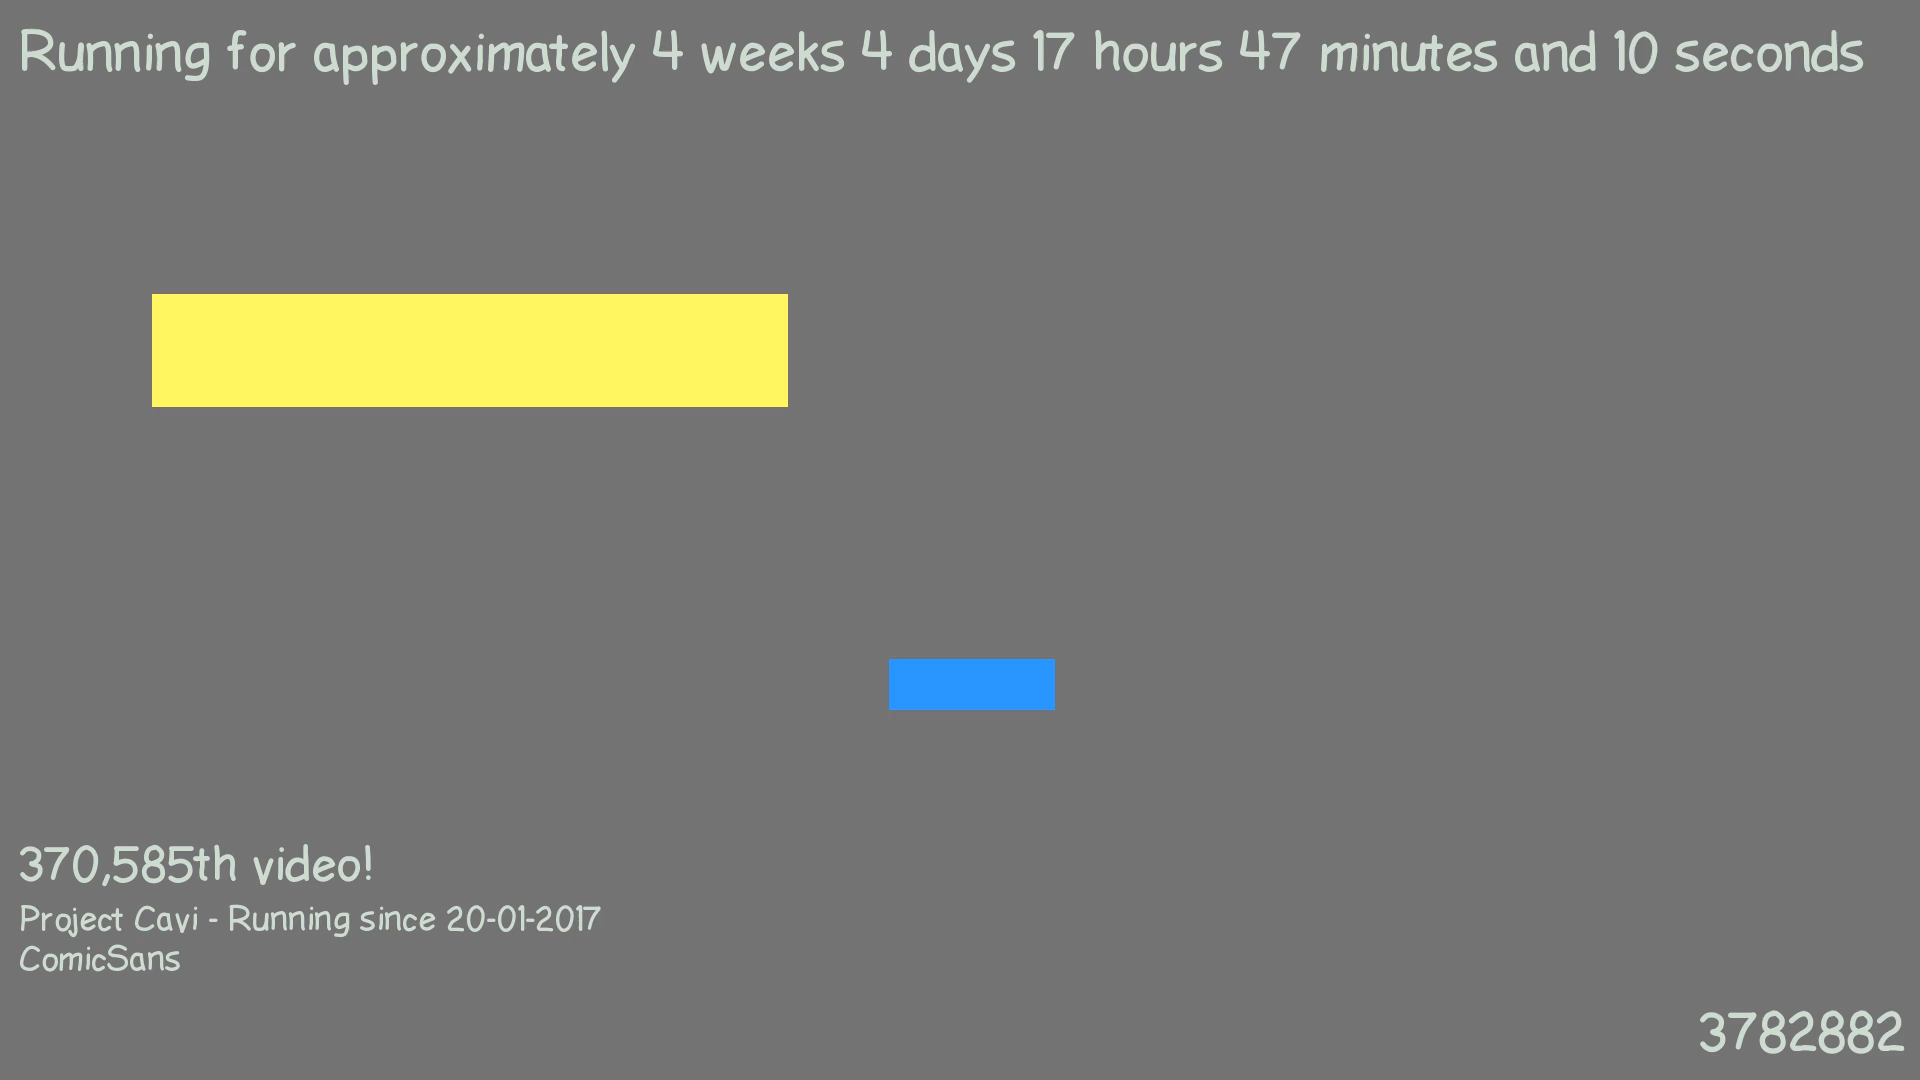 Running for approximately 4 weeks 4 days 17 hours 47 minutes and 10 seconds
370,585th video!
Project Cavi - Running since 20-01-2017
ComicSans
3782882